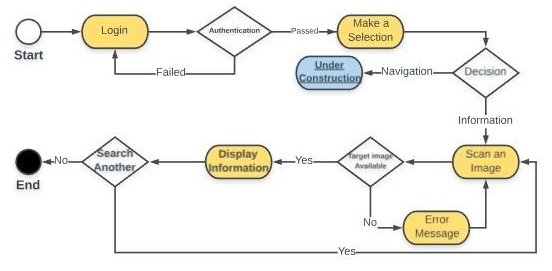 Login
Authentication
Passed
Make a
Selection
Start
Failed
Under
Construction
Navigation
Decision
Information
No
Search
Another
Display
Information
Yes
Target image
Available
Scan an
Image
End
No
Error
Message
Yes